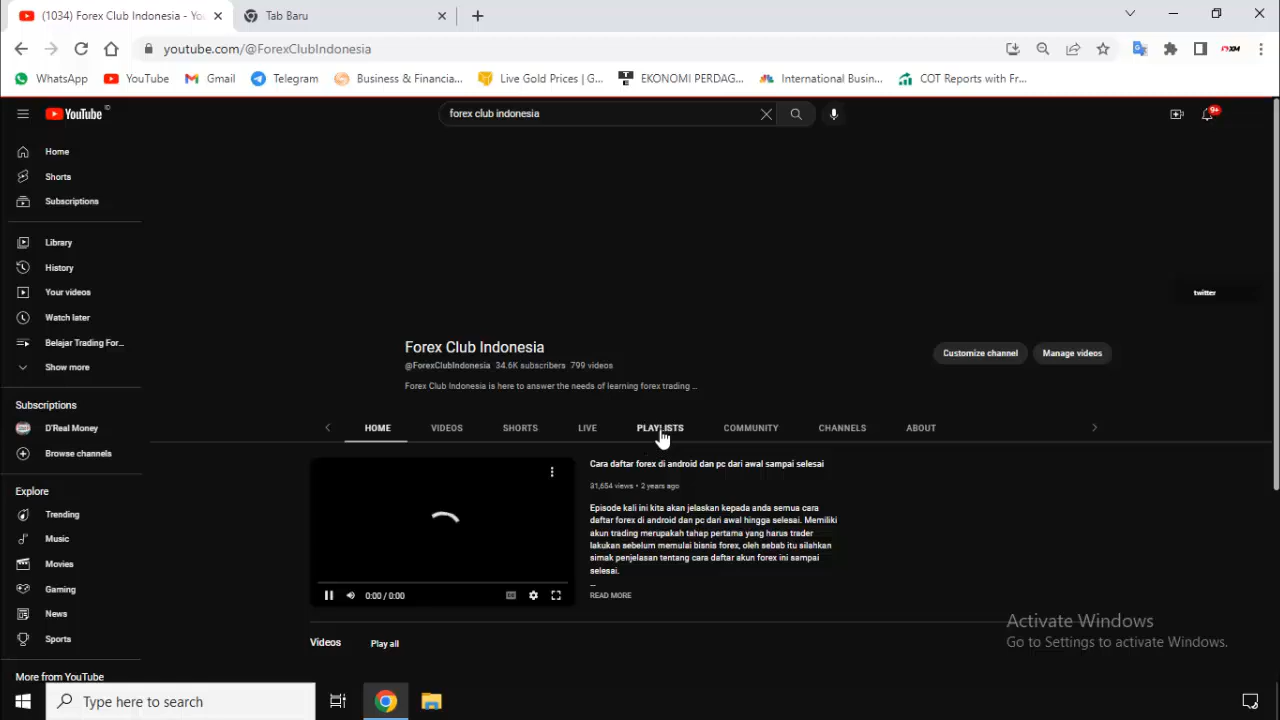 (1034) Forex Club Indonesia - Yo
Tab Baru
youtube.com/@ForexClubIndonesia
WhatsApp
YouTube
Gmail
Telegram
Business & Financia...
Live Gold Prices | G...
EKONOMI PERDAG...
International Busin...
COT Reports with Fr...
YouTube ID
forex club indonesia
9+
Home
Shorts
Subscriptions
Library
History
Your videos
Watch later
Belajar Trading For...
Show more
Subscriptions
D'Real Money
Browse channels
Explore
Trending
Music
Movies
Gaming
News
Sports
More from YouTube
twitter
Forex Club Indonesia
@ForexClubIndonesia 34.6K subscribers 799 videos
Forex Club Indonesia is here to answer the needs of learning forex trading ...
Customize channel
Manage videos
HOME
VIDEOS
SHORTS
LIVE
PLAYLISTS
COMMUNITY
CHANNELS
ABOUT
0:00 / 0:00
Cara daftar forex di android dan pc dari awal sampai selesai
31,654 views • 2 years ago
Episode kali ini kita akan jelaskan kepada anda semua cara
daftar forex di android dan pc dari awal hingga selesai. Memiliki
akun trading merupakah tahap pertama yang harus trader
lakukan sebelum memulai bisnis forex, oleh sebab itu silahkan
simak penjelasan tentang cara daftar akun forex ini sampai
selesai.
...
READ MORE
Videos
Play all
Activate Windows
Go to Settings to activate Windows.
Type here to search